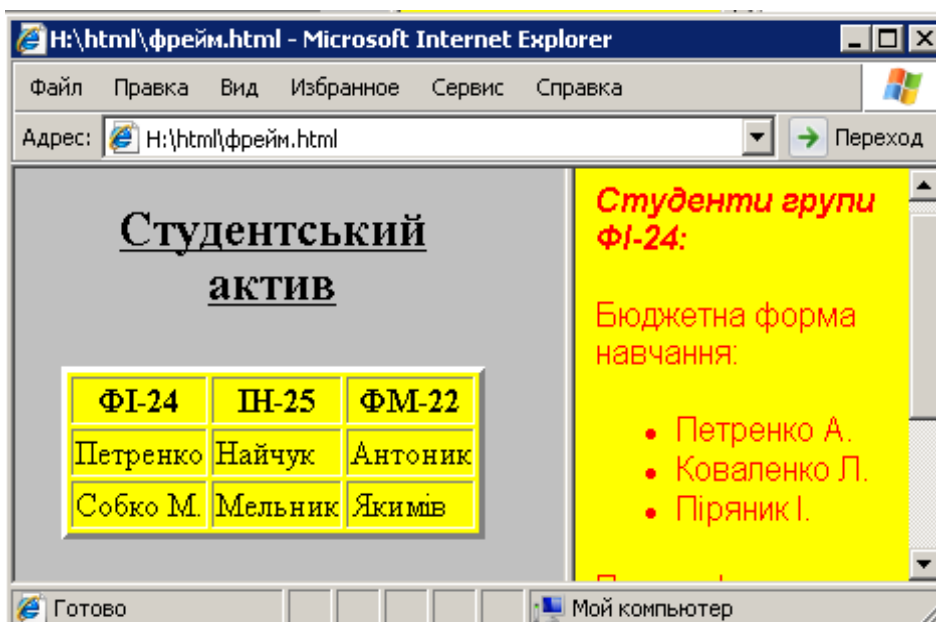 H:\html\фрейм.html - Microsoft Internet Explorer
Файл Правка Вид Избранное Сервис Справка
Адрес: H:\html\фрейм.html Переход
Студентський
актив
ФІ-24 ІН-25 ФМ-22
Петренко Найчук Антоник
Собко М. Мельник Якимів
Студенти групи
ФІ-24:
Бюджетна форма
навчання:
• Петренко А.
• Коваленко Л.
• Піряник І.
Готово Мой компьютер